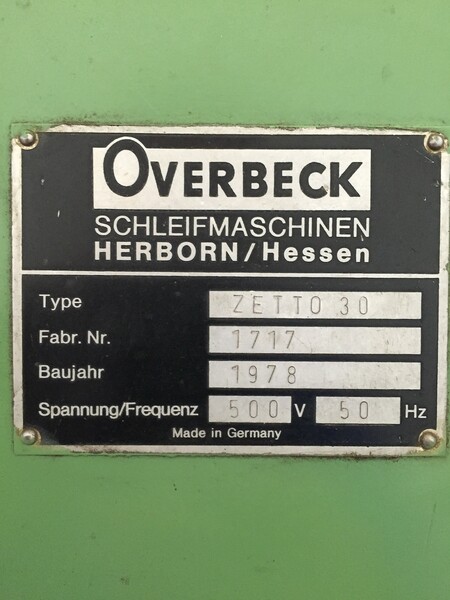 OVERBECK
SCHLEIFMASCHINEN
HERBORN/Hessen
Type ZETTO 30
Fabr. Nr. 1717
Baujahr 1978
Spannung/Frequenz 500 V 50 Hz
Made in Germany